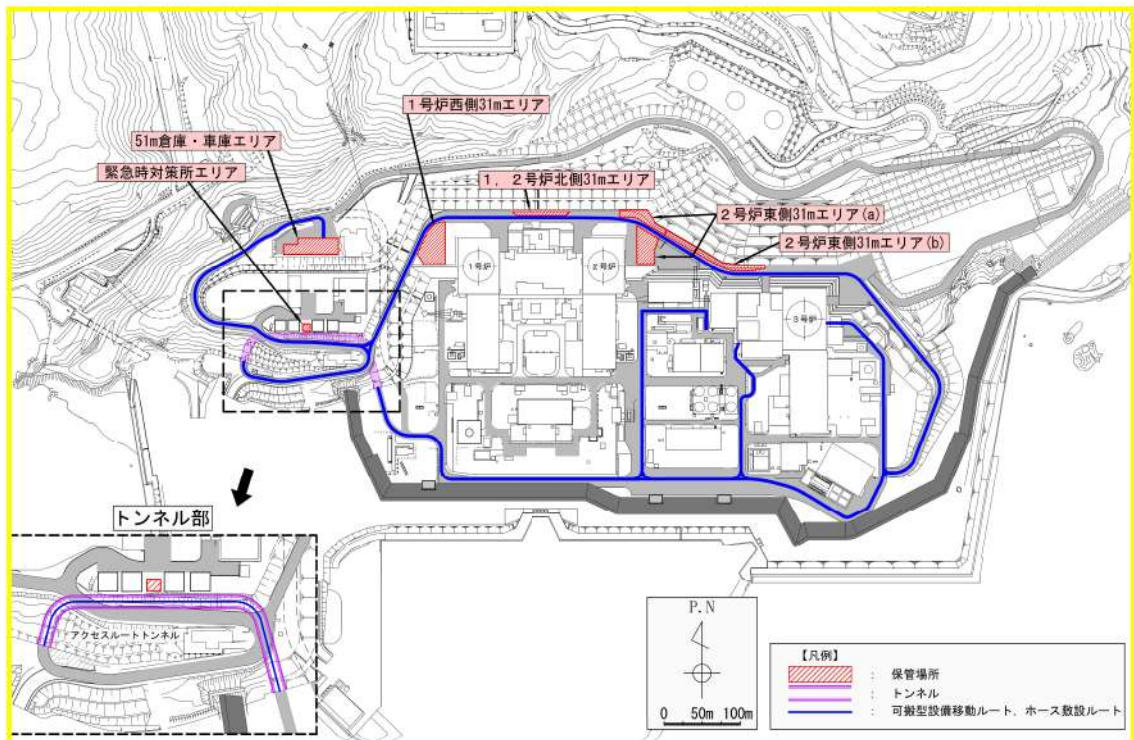 1号炉西側31mエリア
51m倉庫・車庫エリア
緊急時対策所エリア
1，2号炉北側31mエリア
2号炉東側31mエリア(a)
2号炉東側31mエリア(b)
1号炉
2号炉
3号炉
トンネル部
アクセスルートトンネル
P.N
0 50m 100m
【凡例】
： 保管場所
： トンネル
： 可搬型設備移動ルート，ホース敷設ルート